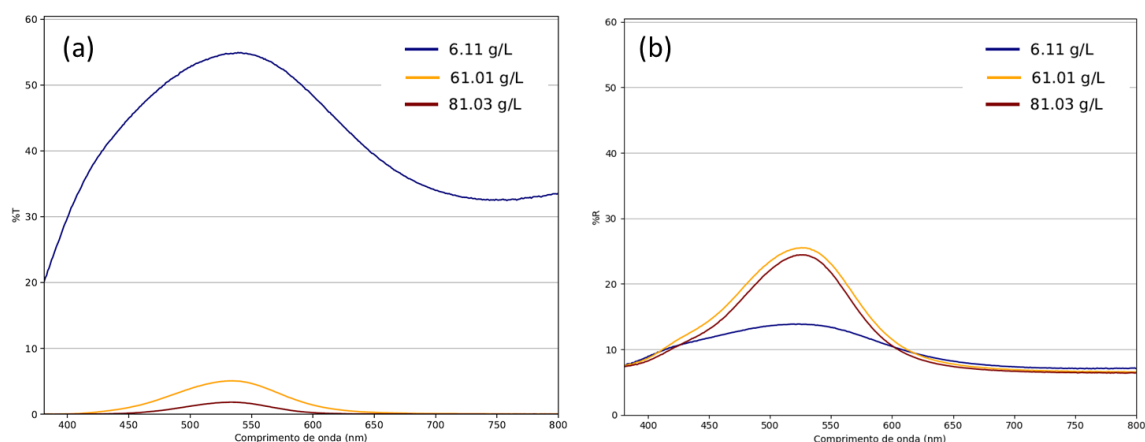 (a)
6.11 g/L
61.01 g/L
81.03 g/L
60
50
40
30
20
10
0
%T
400 450 500 550 600 650 700 750 800
Comprimento de onda (nm)
(b)
6.11 g/L
61.01 g/L
81.03 g/L
60
50
40
30
20
10
0
%R
400 450 500 550 600 650 700 750 800
Comprimento de onda (nm)